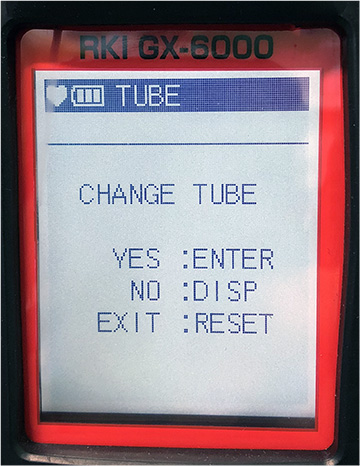 RKI GX-6000
TUBE
CHANGE TUBE
YES :ENTER
NO :DISP
EXIT :RESET